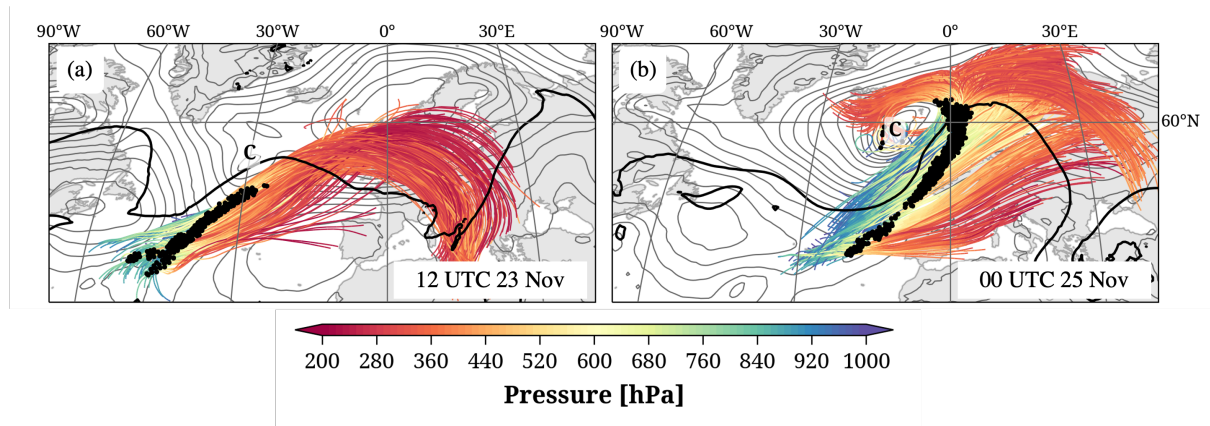 90°W 60°W 30°W 0° 30°E 90°W 60°W 30°W 0° 30°E
(a) (b)
C C 60°N
12 UTC 23 Nov 00 UTC 25 Nov
200 280 360 440 520 600 680 760 840 920 1000
Pressure [hPa]